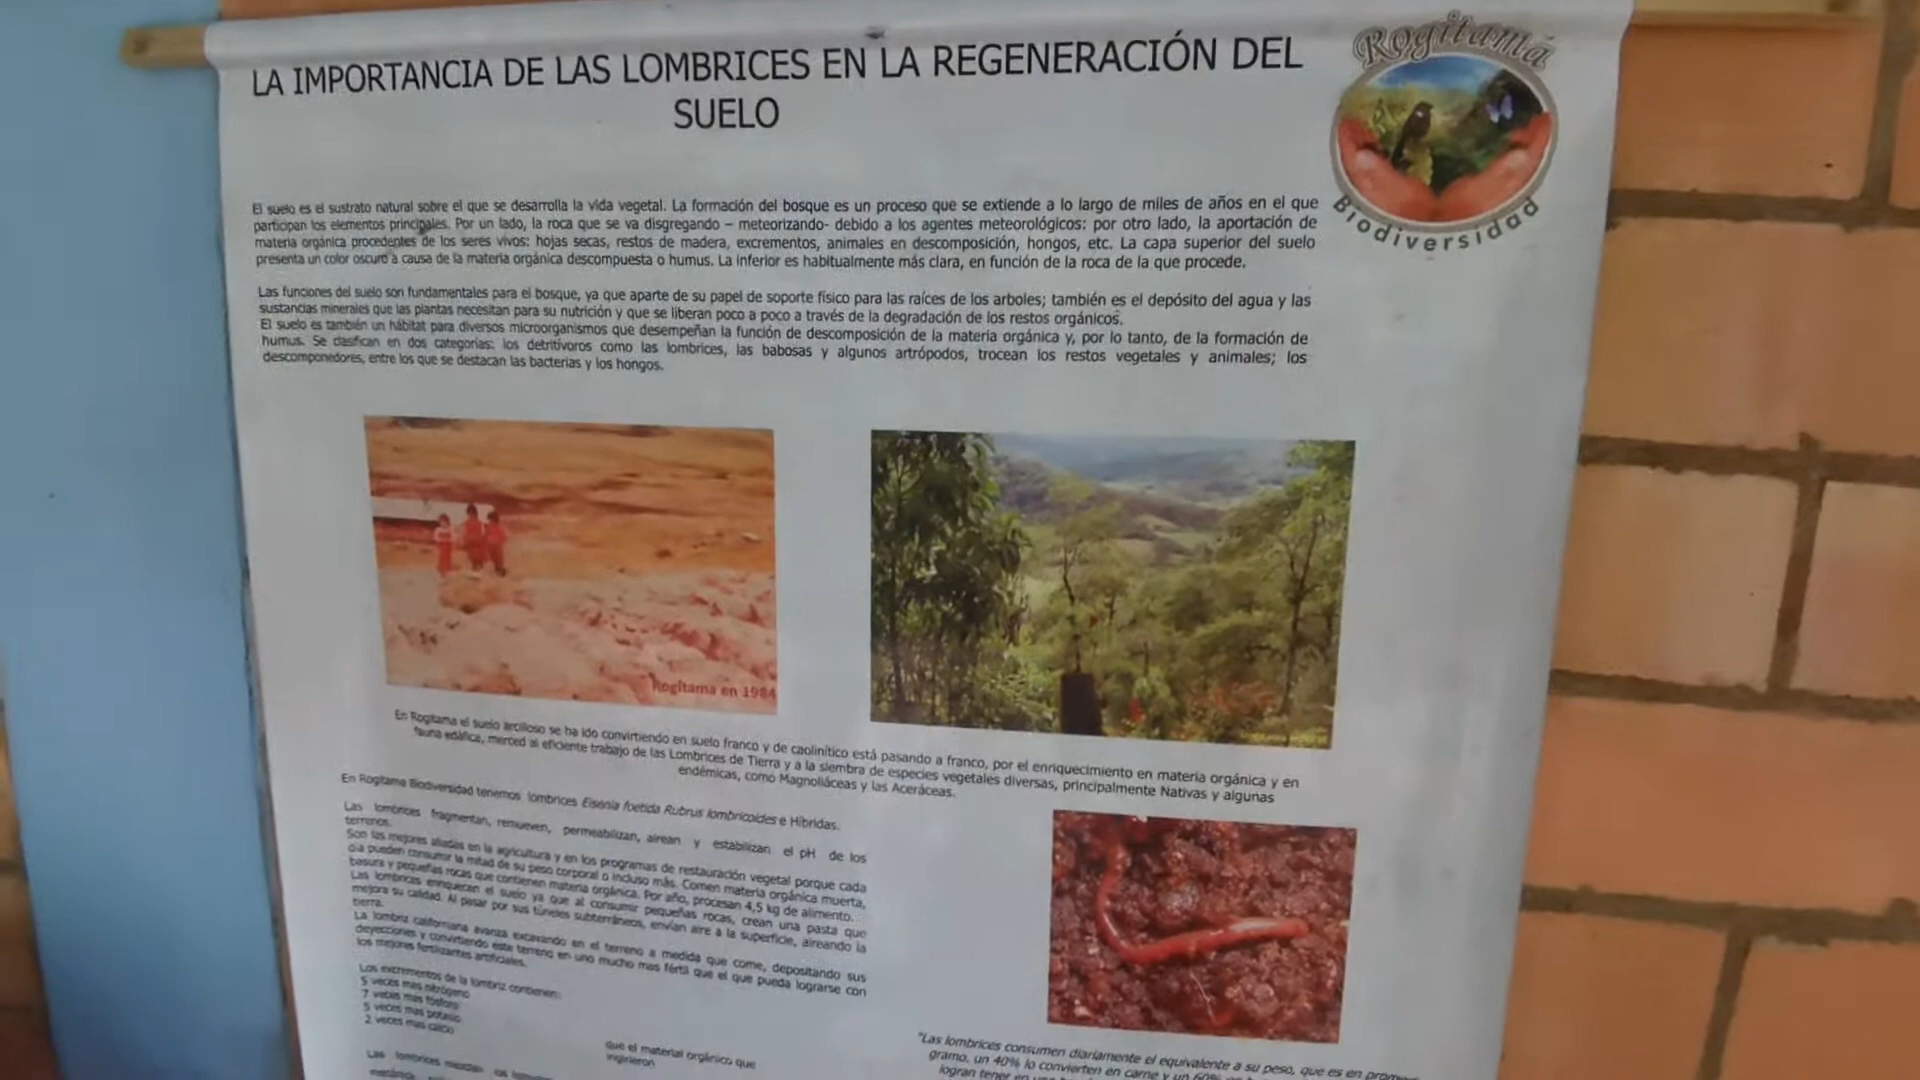 LA IMPORTANCIA DE LAS LOMBRICES EN LA REGENERACIÓN DEL
SUELO
Rogitama
Biodiversidad
El suelo es el sustrato natural sobre el que se desarrolla la vida vegetal. La formación del bosque es un proceso que se extiende a lo largo de miles de años en el que
participan los elementos principales. Por un lado, la roca que se va disgregando – meteorizando- debido a los agentes meteorológicos: por otro lado, la aportación de
materia orgánica procedentes de los seres vivos: hojas secas, restos de madera, excrementos, animales en descomposición, hongos, etc. La capa superior del suelo
presenta un color oscuro a causa de la materia orgánica descompuesta o humus. La inferior es habitualmente más clara, en función de la roca de la que procede.
Las funciones del suelo son fundamentales para el bosque, ya que aparte de su papel de soporte físico para las raíces de los arboles; también es el depósito del agua y las
sustancias minerales que las plantas necesitan para su nutrición y que se liberan poco a poco a través de la degradación de los restos orgánicos.
El suelo es también un hábitat para diversos microorganismos que desempeñan la función de descomposición de la materia orgánica y, por lo tanto, de la formación de
humus. Se clasifican en dos categorías: los detritívoros como las lombrices, las babosas y algunos artrópodos, trocean los restos vegetales y animales; los
descomponedores, entre los que se destacan las bacterias y los hongos.
Rogitama en 1984
En Rogitama el suelo arcilloso se ha ido convirtiendo en suelo franco y de caolinítico está pasando a franco, por el enriquecimiento en materia orgánica y en
fauna edáfica, merced al eficiente trabajo de las Lombrices de Tierra y a la siembra de especies vegetales diversas, principalmente Nativas y algunas
endémicas, como Magnoliáceas y las Aceráceas.
En Rogitama Biodiversidad tenemos lombrices Eisenia foetida Rubrus lombricoides e Híbridas.
Las lombrices fragmentan, remueven, permeabilizan, airean y estabilizan el pH de los
terrenos.
Son las mejores aliadas en la agricultura y en los programas de restauración vegetal porque cada
día pueden consumir la mitad de su peso corporal o incluso más. Comen materia orgánica muerta,
basura y pequeñas rocas que contienen materia orgánica. Por año, procesan 4,5 kg de alimento.
Las lombrices enriquecen el suelo ya que al consumir pequeñas rocas, crean una pasta que
mejora su calidad. Al pasar por sus túneles subterráneos, envían aire a la superficie, aireando la
tierra.
La lombriz californiana avanza excavando en el terreno a medida que come, depositando sus
deyecciones y convirtiendo este terreno en uno mucho mas fértil que el que pueda lograrse con
los mejores fertilizantes artificiales.
Los excrementos de la lombriz contienen:
5 veces mas nitrógeno
7 veces mas fósforo
5 veces mas potasio
2 veces mas calcio
que el material orgánico que
ingirieron
Las lombrices mezclan
"Las lombrices consumen diariamente el equivalente a su peso, que es en
gramo, un 40% lo convierten en carne y un 60%
logran tener en